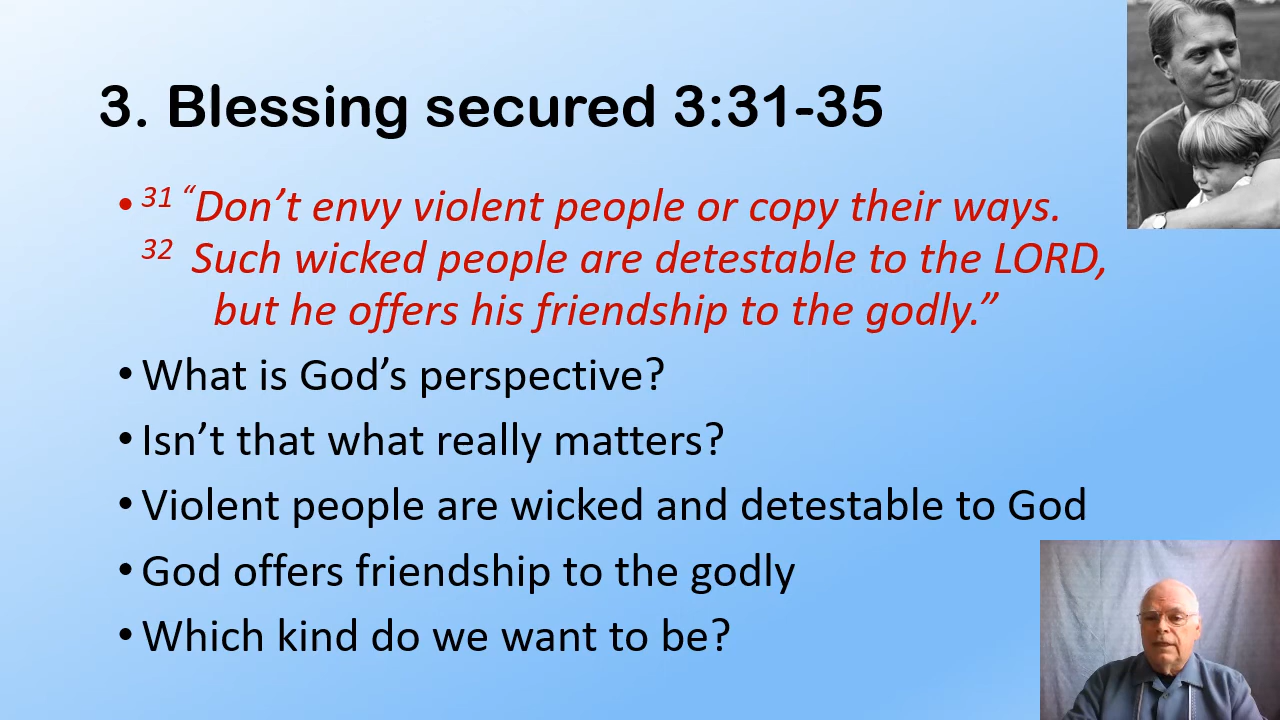 3. Blessing secured 3:31-35
• 31 “Don’t envy violent people or copy their ways.
32 Such wicked people are detestable to the LORD,
but he offers his friendship to the godly.”
• What is God’s perspective?
• Isn’t that what really matters?
• Violent people are wicked and detestable to God
• God offers friendship to the godly
• Which kind do we want to be?